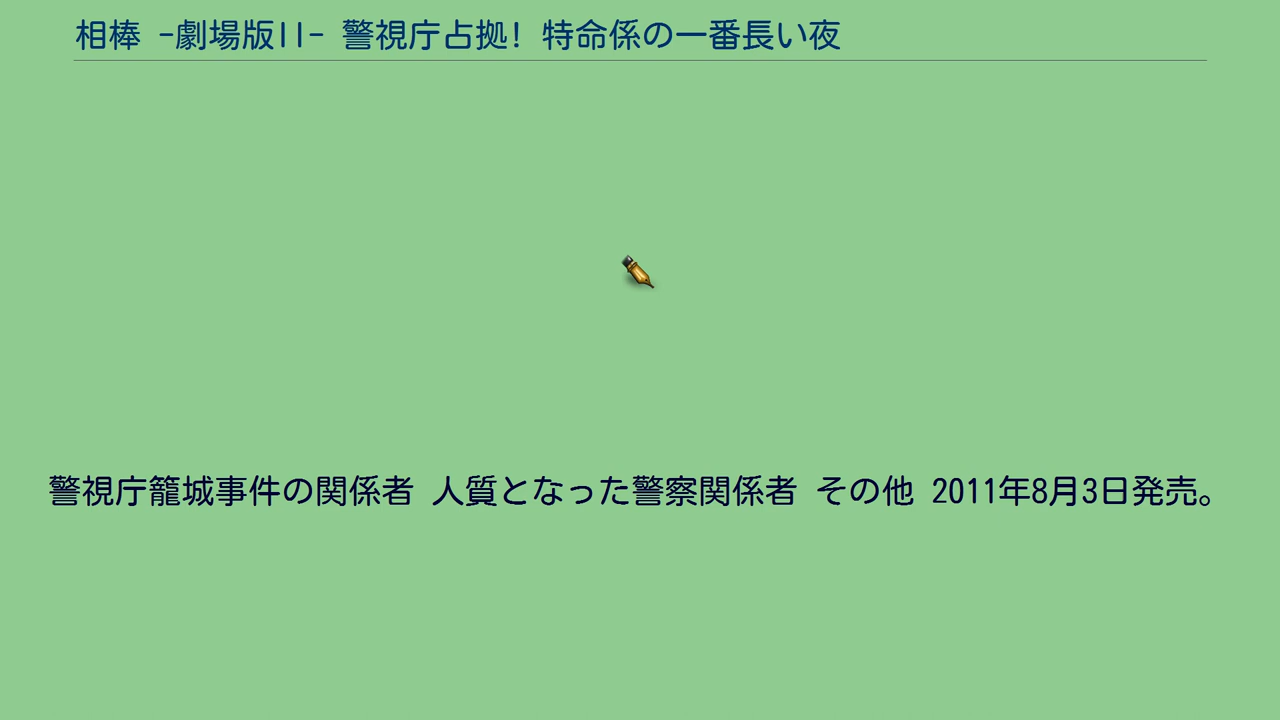 相棒 -劇場版II- 警視庁占拠! 特命係の一番長い夜
警視庁籠城事件の関係者 人質となった警察関係者 その他 2011年8月3日発売。